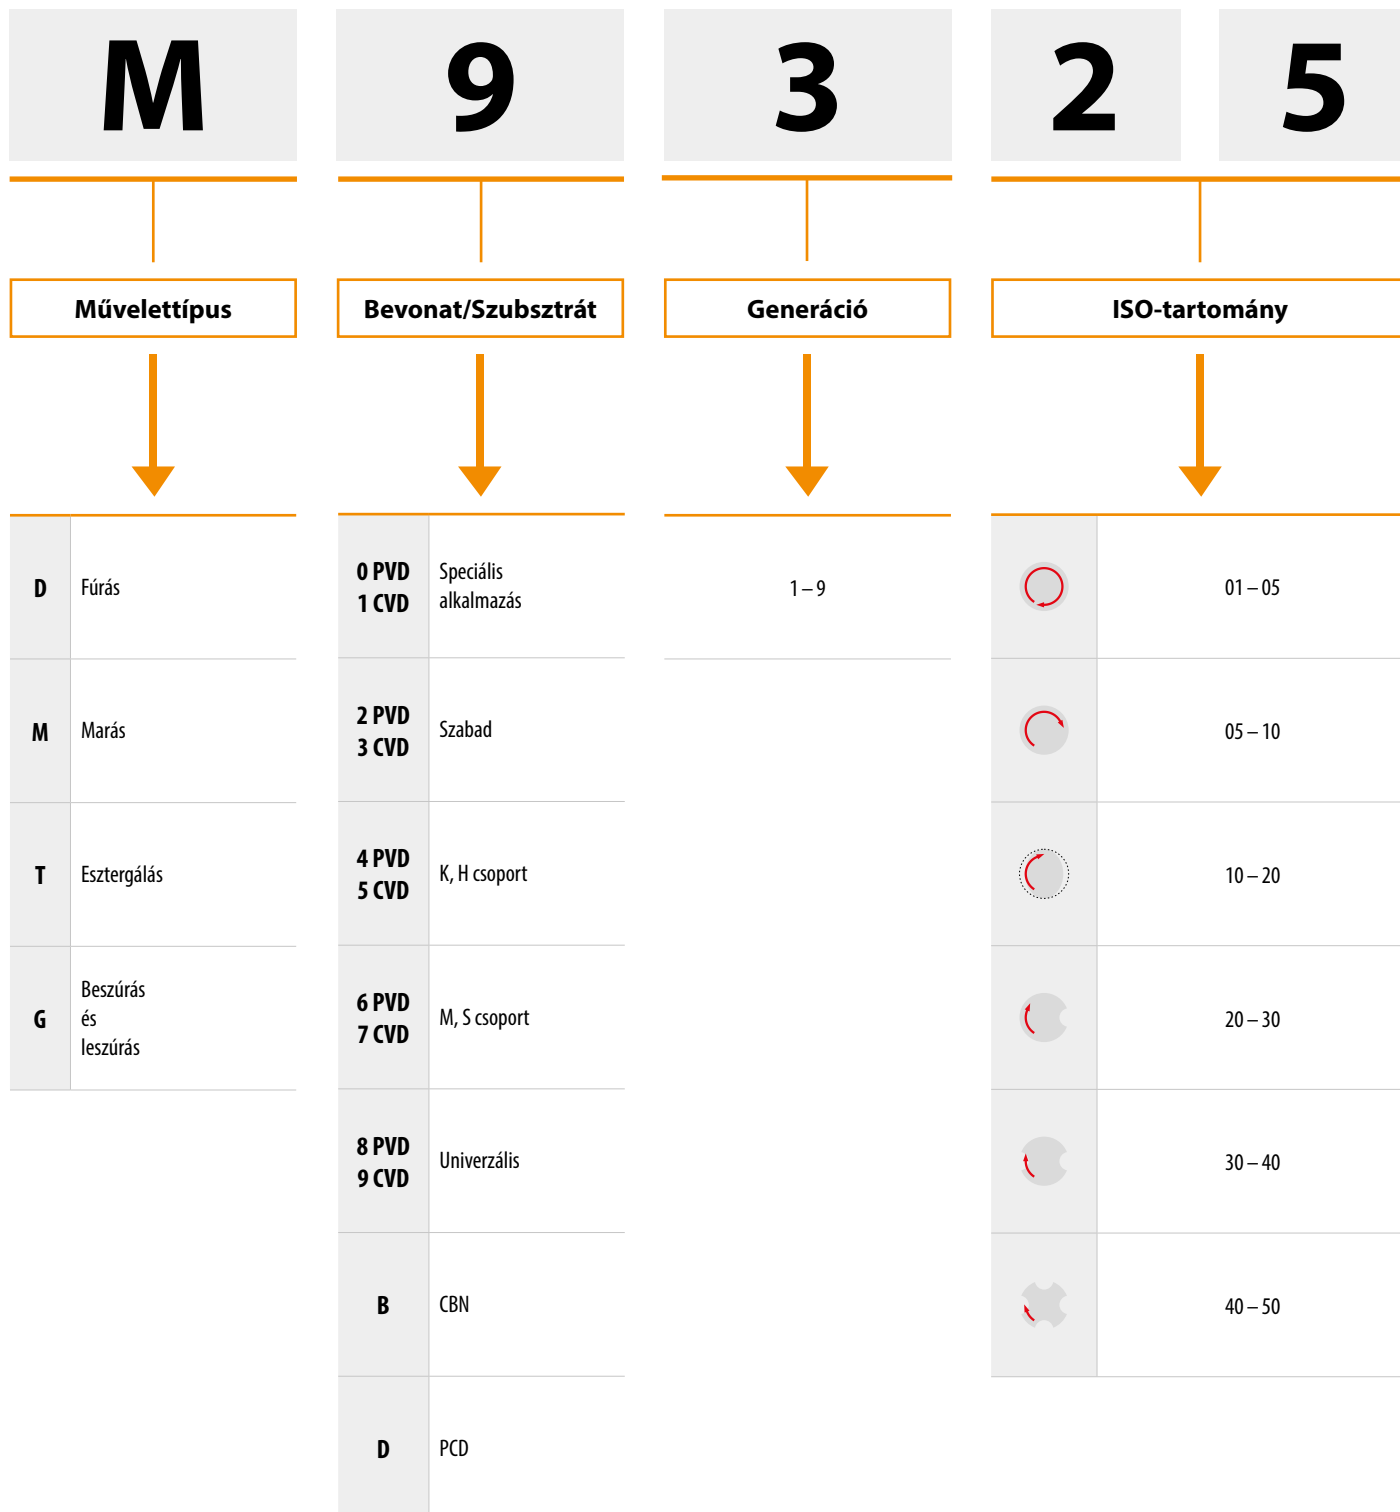 M 9 3 2 5
Művelettípus
Bevonat/Szubsztrát
Generáció
ISO-tartomány
D Fúrás
M Marás
T Esztergálás
G Beszúrás
és
leszúrás
0 PVD
1 CVD
Speciális
alkalmazás
2 PVD
3 CVD
Szabad
4 PVD
5 CVD
K, H csoport
6 PVD
7 CVD
M, S csoport
8 PVD
9 CVD
Univerzális
B CBN
D PCD
1 – 9
01 – 05
05 – 10
10 – 20
20 – 30
30 – 40
40 – 50